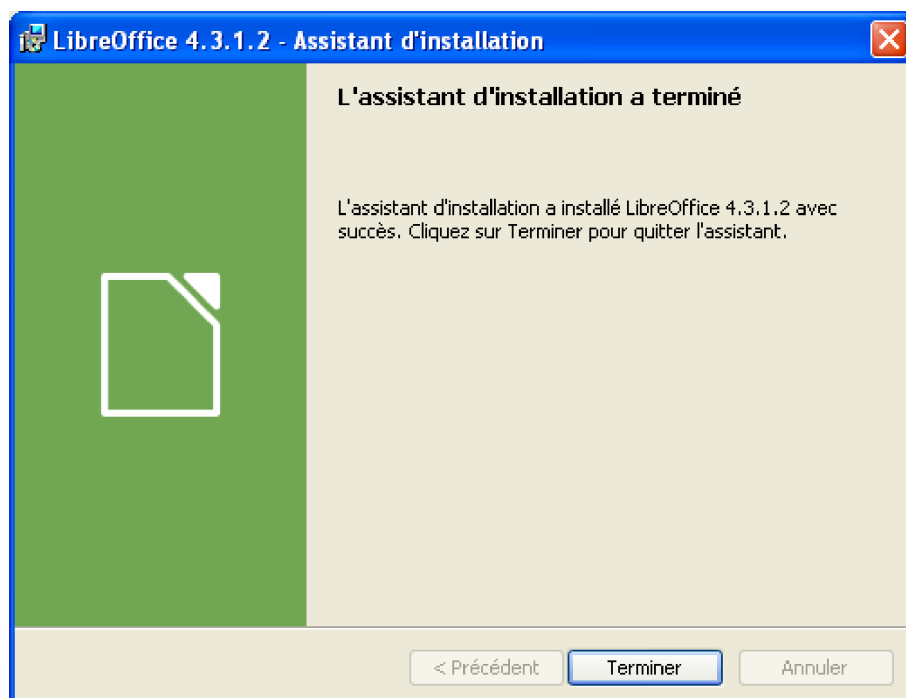 LibreOffice 4.3.1.2 - Assistant d'installation
L'assistant d'installation a terminé
L'assistant d'installation a installé LibreOffice 4.3.1.2 avec
succès. Cliquez sur Terminer pour quitter l'assistant.
< Précédent
Terminer
Annuler